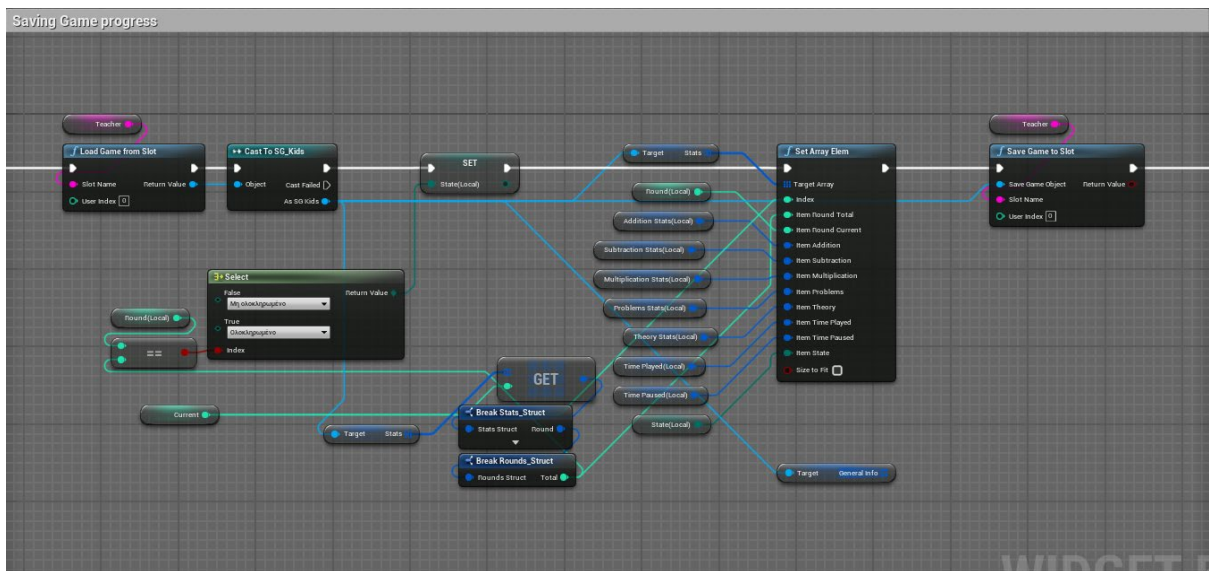 Saving Game progress
Teacher
Load Game from Slot
Slot Name Return Value
User Index 0
Cast To SG_Kids
Object Cast Failed
As SG Kids
SET
State(Local)
Select
False Return Value
Μη ολοκληρωμένο
True
Ολοκληρωμένο
Index
Round(Local)
==
Current
Target Stats
GET
Break Stats_Struct
Stats Struct Round
Break Rounds_Struct
Rounds Struct Total
Target Stats
Round(Local)
Addition Stats(Local)
Subtraction Stats(Local)
Multiplication Stats(Local)
Problems Stats(Local)
Theory Stats(Local)
Time Played(Local)
Time Paused(Local)
State(Local)
Set Array Elem
Target Array
Index
Item Round Total
Item Round Current
Item Addition
Item Subtraction
Item Multiplication
Item Problems
Item Theory
Item Time Played
Item Time Paused
Item State
Size to Fit
Target General Info
Teacher
Save Game to Slot
Save Game Object Return Value
Slot Name
User Index 0